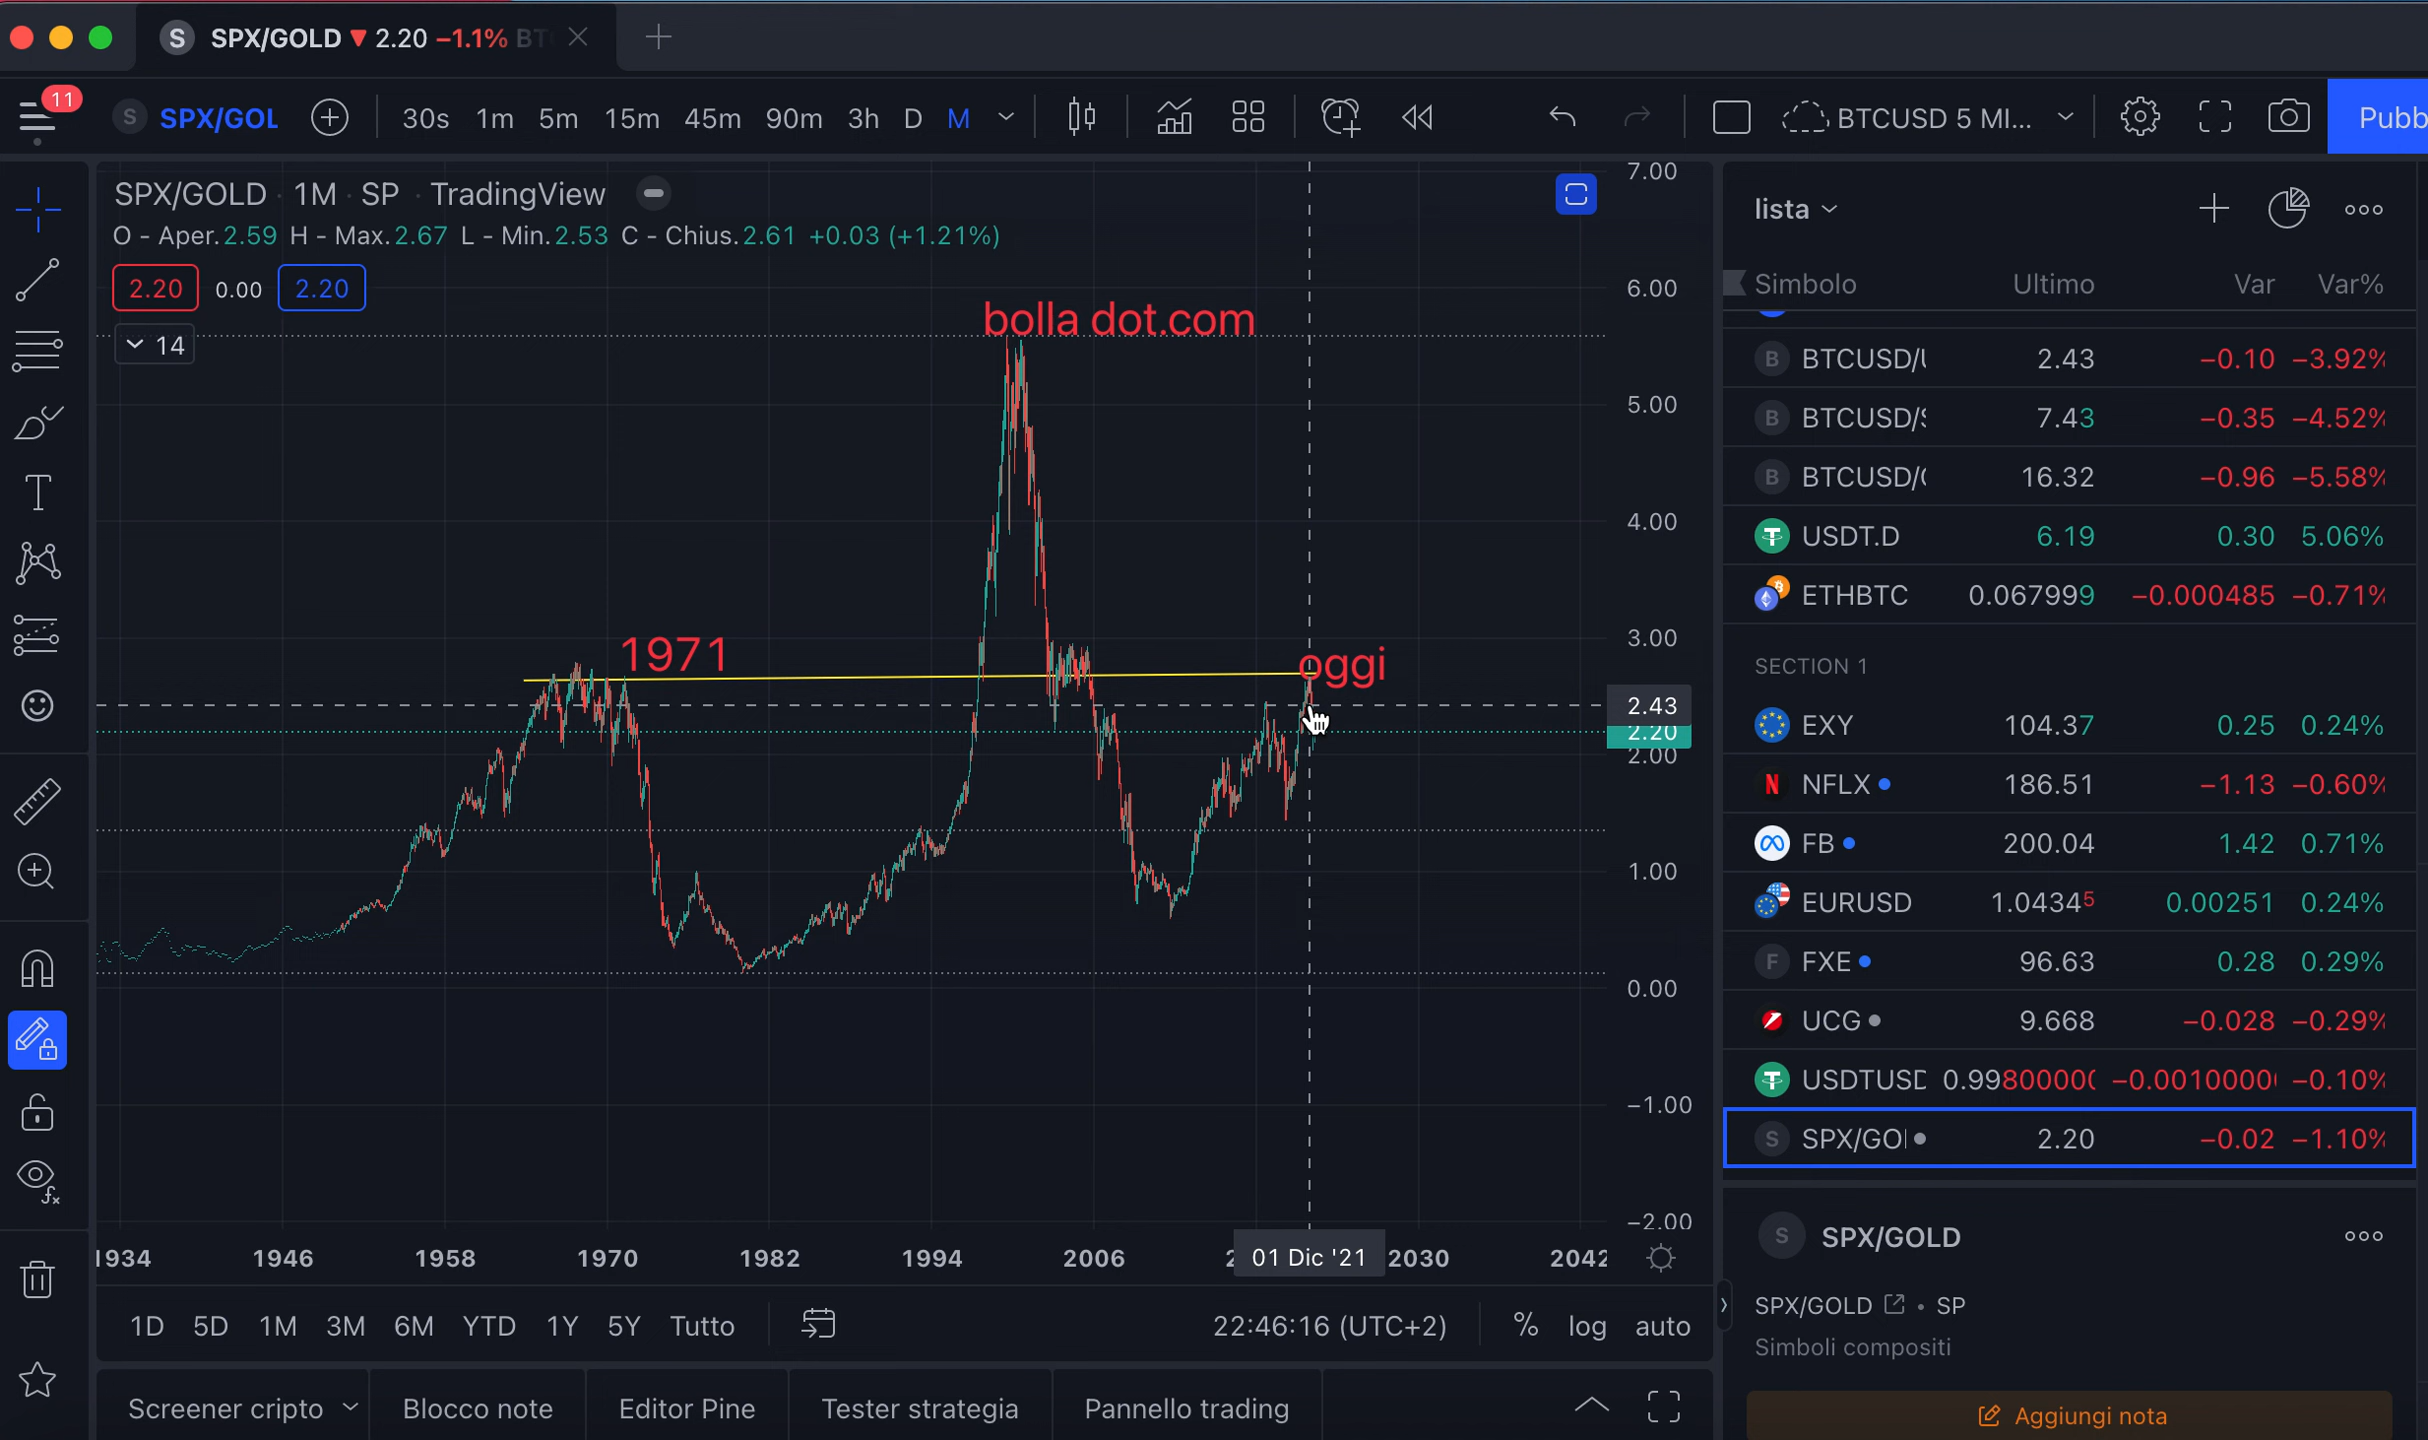 S SPX/GOLD ▼ 2.20 −1.1% BT
11 S SPX/GOL 30s 1m 5m 15m 45m 90m 3h D M BTCUSD 5 MI... Pubb
SPX/GOLD · 1M · SP · TradingView
O - Aper.2.59 H - Max.2.67 L - Min.2.53 C - Chius.2.61 +0.03 (+1.21%)
2.20 0.00 2.20
14
bolla dot.com
1971
oggi
7.00
6.00
5.00
4.00
3.00
2.43
2.20
2.00
1.00
0.00
−1.00
−2.00
1934 1946 1958 1970 1982 1994 2006 01 Dic '21 2030 2042
1D 5D 1M 3M 6M YTD 1Y 5Y Tutto 22:46:16 (UTC+2) % log auto
Screener cripto Blocco note Editor Pine Tester strategia Pannello trading
lista
Simbolo Ultimo Var Var%
B BTCUSD/ 2.43 −0.10 −3.92%
B BTCUSD/ 7.43 −0.35 −4.52%
B BTCUSD/ 16.32 −0.96 −5.58%
USDT.D 6.19 0.30 5.06%
ETHBTC 0.067999 −0.000485 −0.71%
SECTION 1
EXY 104.37 0.25 0.24%
NFLX 186.51 −1.13 −0.60%
FB 200.04 1.42 0.71%
EURUSD 1.04345 0.00251 0.24%
F FXE 96.63 0.28 0.29%
UCG 9.668 −0.028 −0.29%
USDTUSD 0.99800000 −0.00100000 −0.10%
S SPX/GO 2.20 −0.02 −1.10%
S SPX/GOLD
SPX/GOLD • SP
Simboli compositi
Aggiungi nota